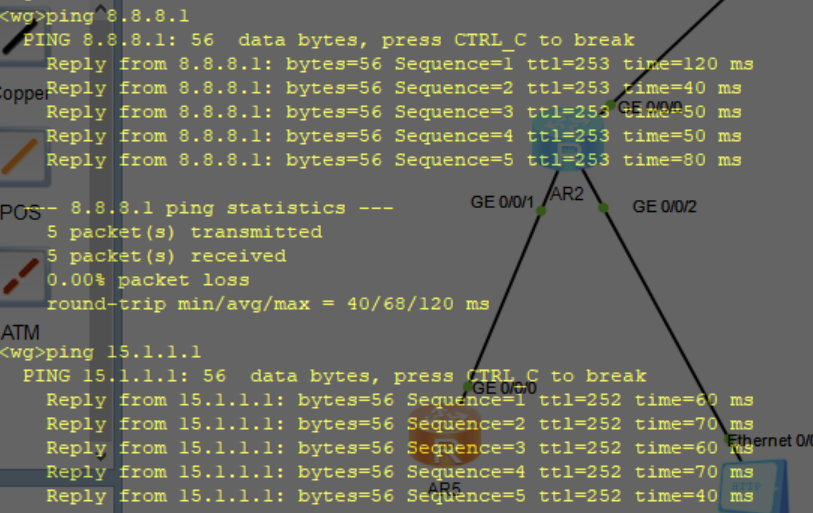 <wg>ping 8.8.8.1
PING 8.8.8.1: 56  data bytes, press CTRL_C to break
Reply from 8.8.8.1: bytes=56 Sequence=1 ttl=253 time=120 ms
Reply from 8.8.8.1: bytes=56 Sequence=2 ttl=253 time=40 ms
Copper
GE 0/0/0
Reply from 8.8.8.1: bytes=56 Sequence=3 ttl=253 time=50 ms
Reply from 8.8.8.1: bytes=56 Sequence=4 ttl=253 time=50 ms
Reply from 8.8.8.1: bytes=56 Sequence=5 ttl=253 time=80 ms
AR2
GE 0/0/1
GE 0/0/2
POS
--- 8.8.8.1 ping statistics ---
5 packet(s) transmitted
5 packet(s) received
0.00% packet loss
round-trip min/avg/max = 40/68/120 ms
ATM
<wg>ping 15.1.1.1
PING 15.1.1.1: 56  data bytes, press CTRL_C to break
GE 0/0/0
Reply from 15.1.1.1: bytes=56 Sequence=1 ttl=252 time=60 ms
Reply from 15.1.1.1: bytes=56 Sequence=2 ttl=252 time=70 ms
Ethernet 0/0
Reply from 15.1.1.1: bytes=56 Sequence=3 ttl=252 time=60 ms
Reply from 15.1.1.1: bytes=56 Sequence=4 ttl=252 time=70 ms
AR5
HTTP
Reply from 15.1.1.1: bytes=56 Sequence=5 ttl=252 time=40 ms